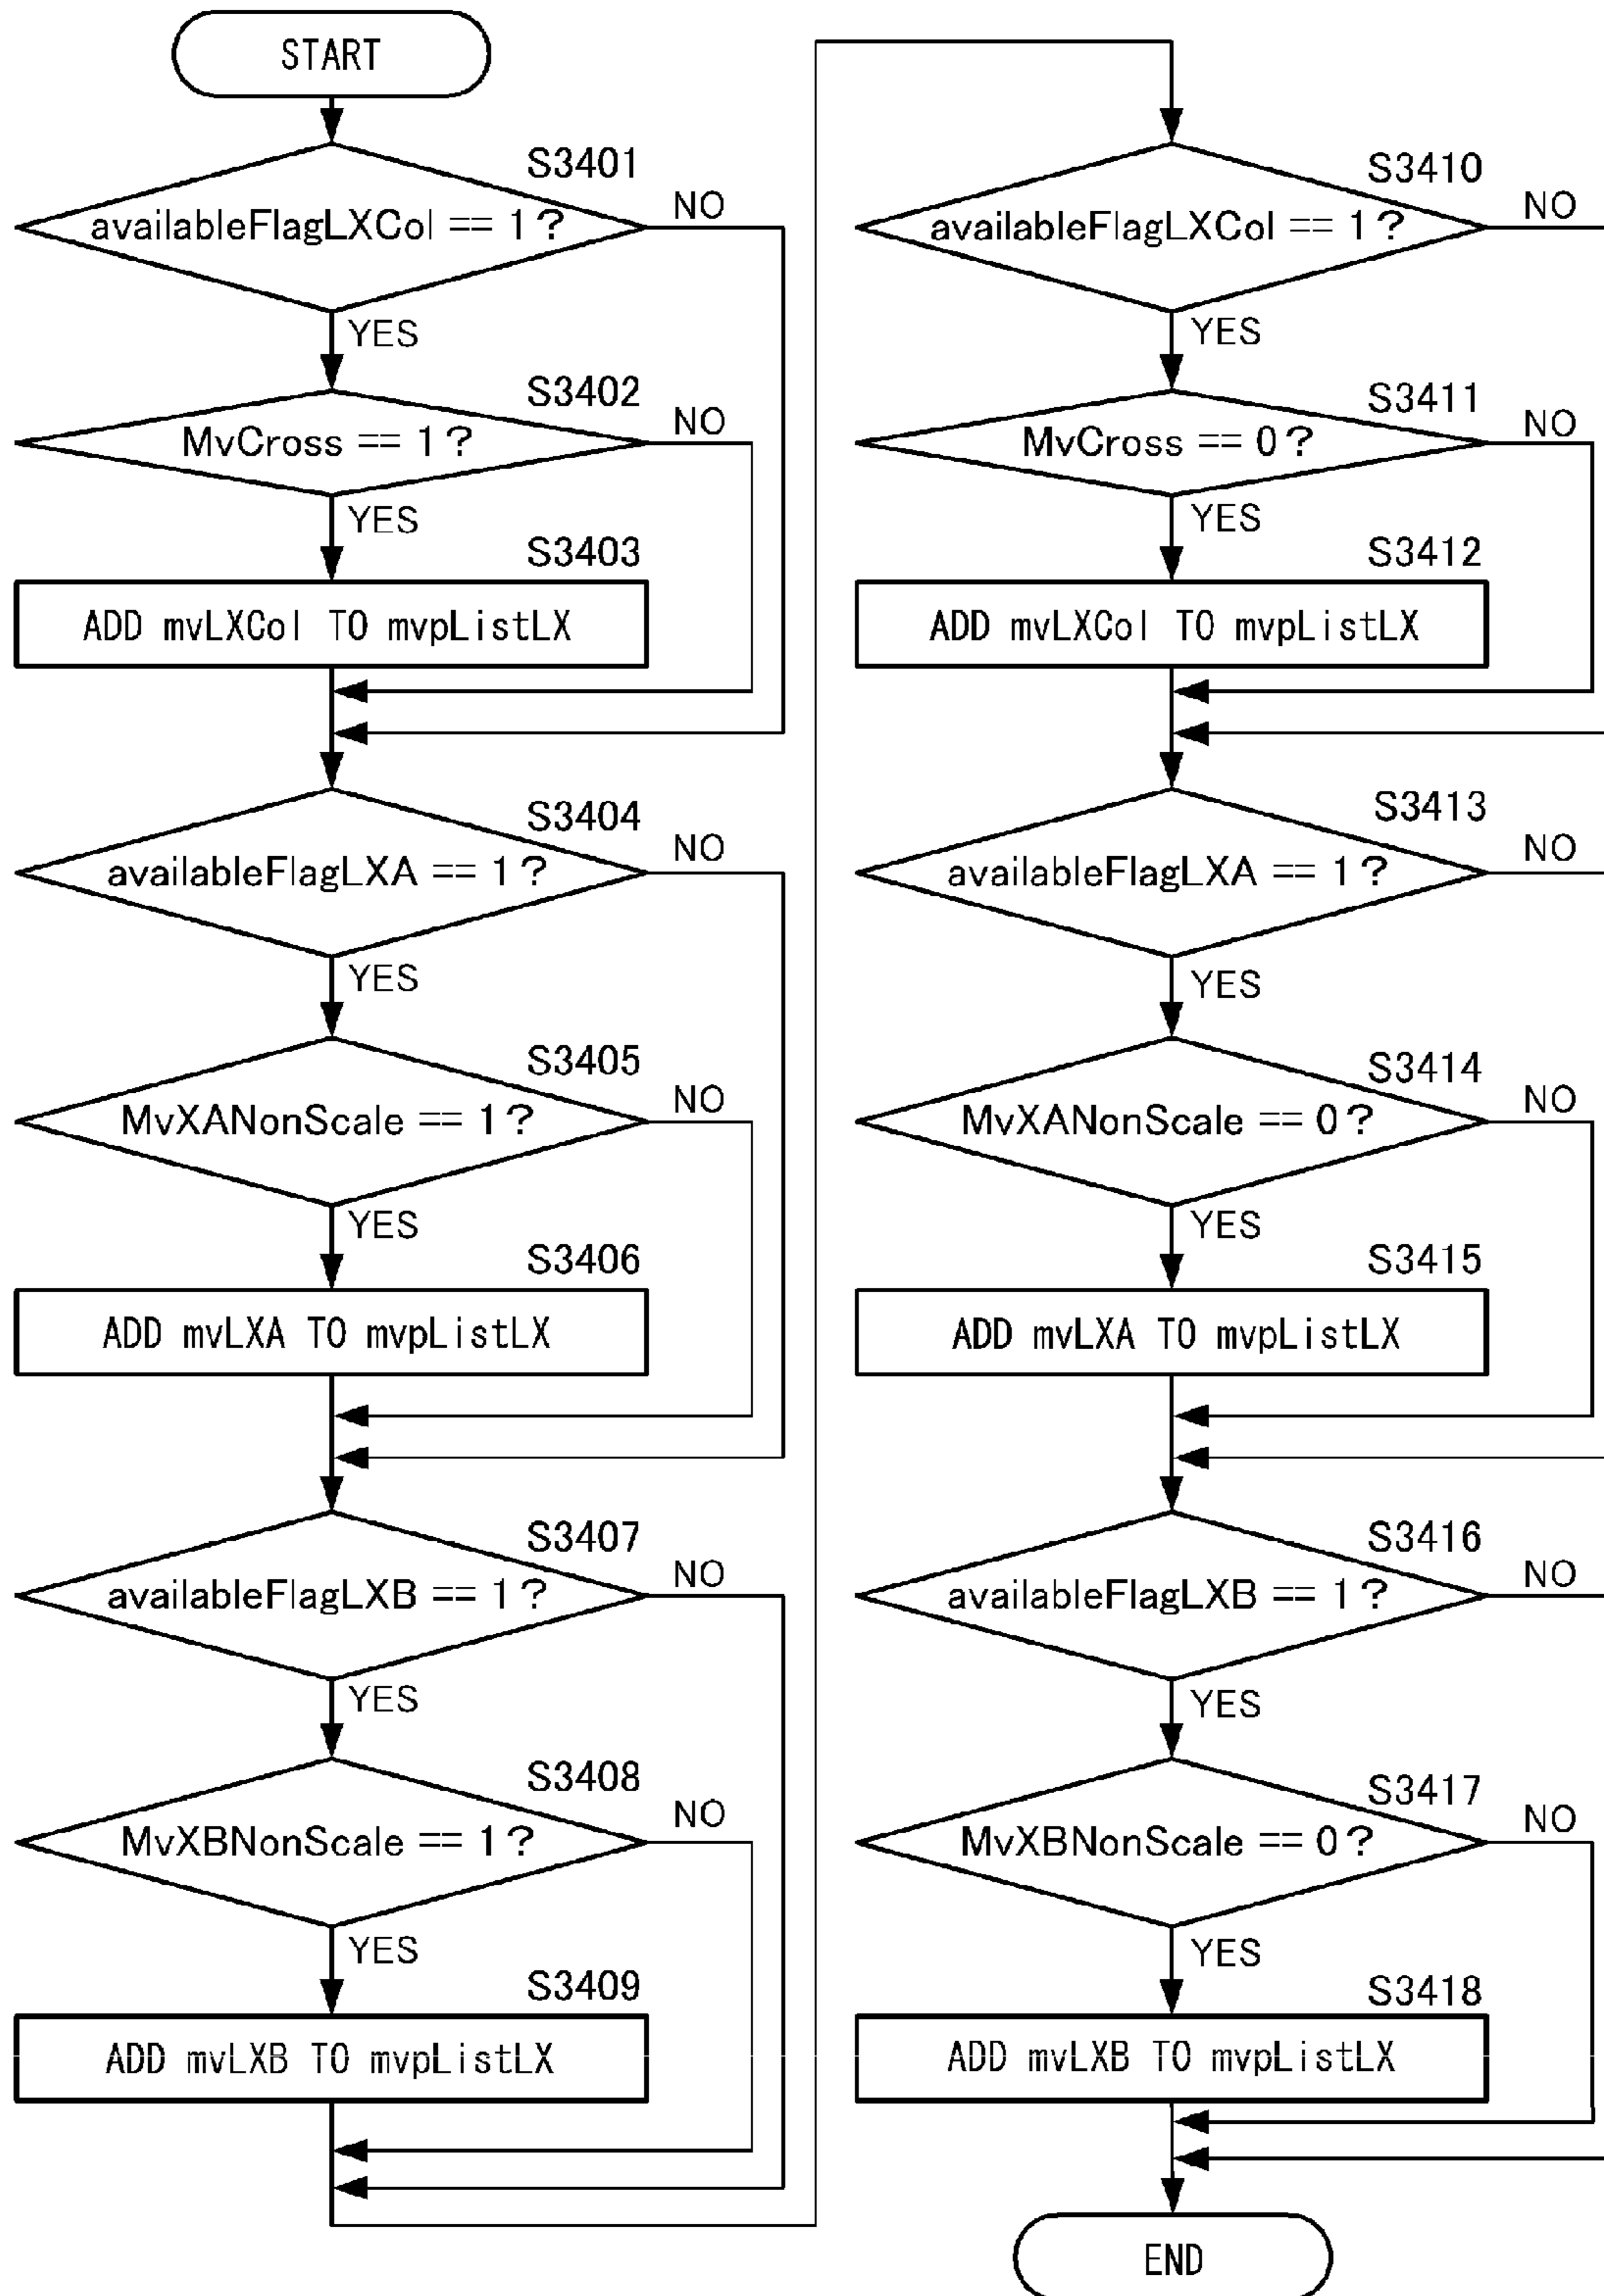 START
S3401
availableFlagLXCol == 1?
NO
YES
S3402
MvCross == 1?
NO
YES
S3403
ADD mvLXCol TO mvpListLX
S3404
availableFlagLXA == 1?
NO
YES
S3405
MvXANonScale == 1?
NO
YES
S3406
ADD mvLXA TO mvpListLX
S3407
availableFlagLXB == 1?
NO
YES
S3408
MvXBNonScale == 1?
NO
YES
S3409
ADD mvLXB TO mvpListLX
S3410
availableFlagLXCol == 1?
NO
YES
S3411
MvCross == 0?
NO
YES
S3412
ADD mvLXCol TO mvpListLX
S3413
availableFlagLXA == 1?
NO
YES
S3414
MvXANonScale == 0?
NO
YES
S3415
ADD mvLXA TO mvpListLX
S3416
availableFlagLXB == 1?
NO
YES
S3417
MvXBNonScale == 0?
NO
YES
S3418
ADD mvLXB TO mvpListLX
END